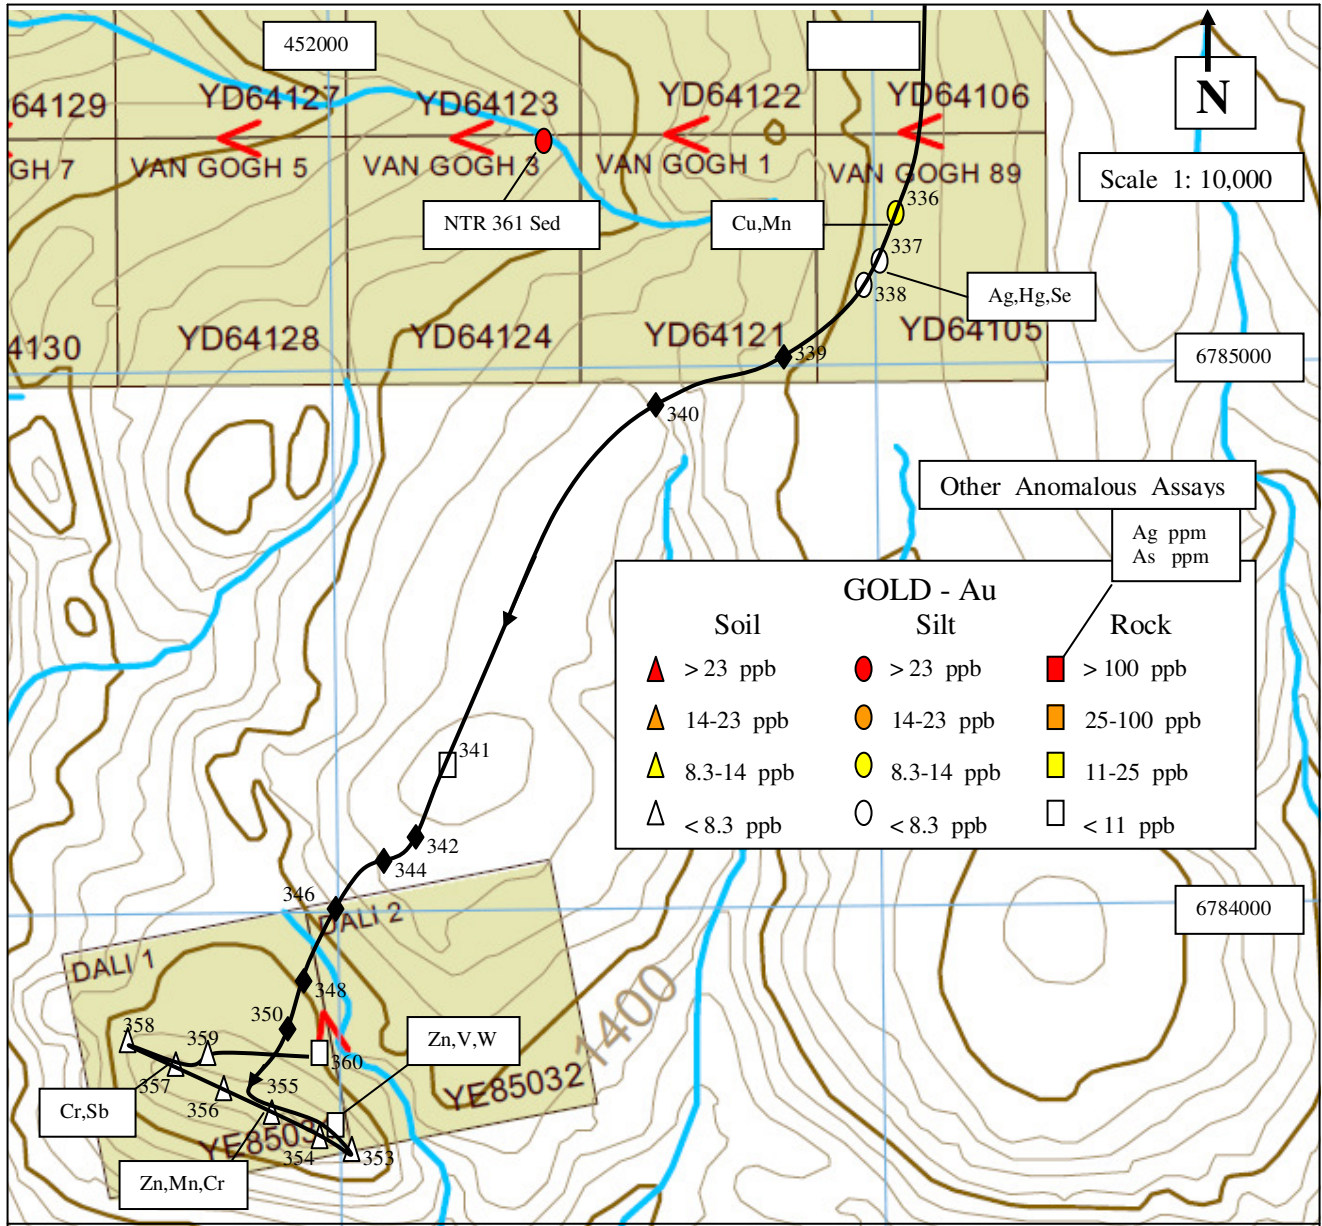 452000
N
Scale 1: 10,000
64129
YD64127
YD64123
YD64122
YD64106
GH 7
VAN GOGH 5
VAN GOGH 3
VAN GOGH 1
VAN GOGH 89
336
NTR 361 Sed
Cu,Mn
337
Ag,Hg,Se
338
4130
YD64128
YD64124
YD64121
YD64105
339
6785000
340
Other Anomalous Assays
Ag ppm
As ppm
GOLD - Au
Soil
Silt
Rock
> 23 ppb
> 23 ppb
> 100 ppb
14-23 ppb
14-23 ppb
25-100 ppb
8.3-14 ppb
8.3-14 ppb
11-25 ppb
< 8.3 ppb
< 8.3 ppb
< 11 ppb
341
342
344
346
6784000
DALI 2
DALI 1
348
350
1400
358
359
Zn,V,W
360
357
355
YE85032
356
Cr,Sb
YE8503
354
353
Zn,Mn,Cr